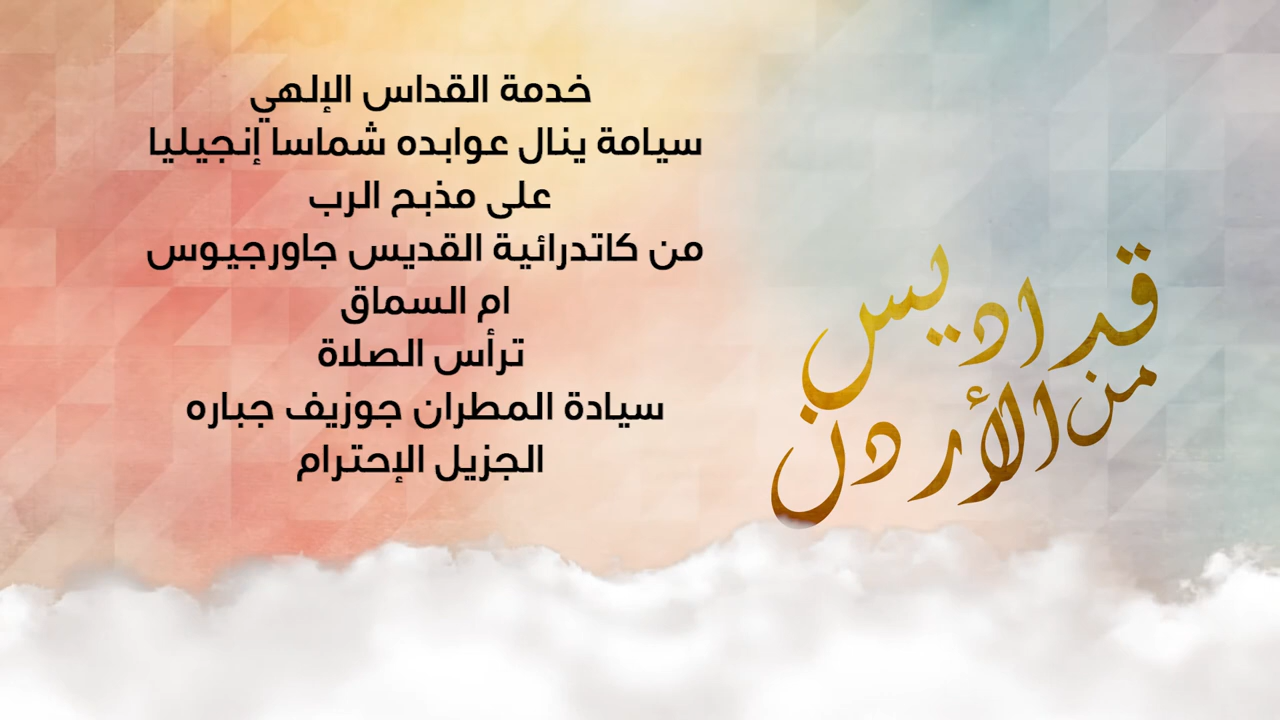 خدمة القداس الإلهي
سيامة ينال عوابده شماسا إنجيليا
على مذبح الرب
من كاتدرائية القديس جاورجيوس
ام السماق
ترأس الصلاة
سيادة المطران جوزيف جباره
الجزيل الإحترام
قداديس
من الأردن